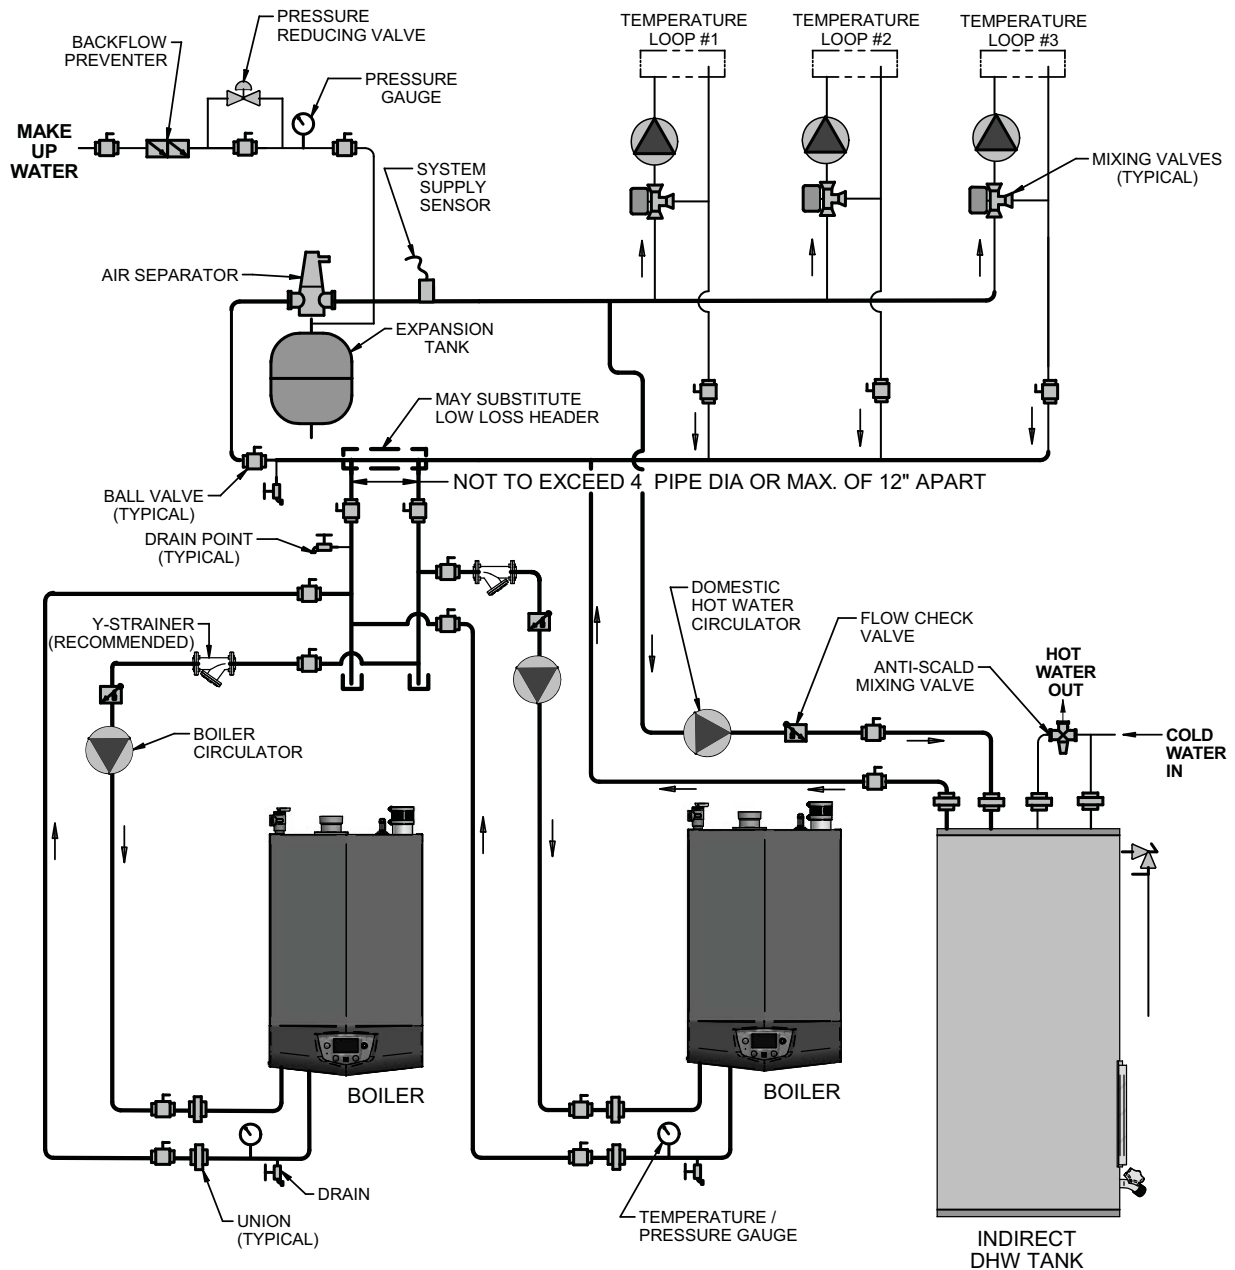 PRESSURE
REDUCING VALVE
BACKFLOW
PREVENTER
PRESSURE
GAUGE
MAKE
UP
WATER
SYSTEM
SUPPLY
SENSOR
TEMPERATURE
LOOP #1
TEMPERATURE
LOOP #2
TEMPERATURE
LOOP #3
MIXING VALVES
(TYPICAL)
AIR SEPARATOR
EXPANSION
TANK
MAY SUBSTITUTE
LOW LOSS HEADER
NOT TO EXCEED 4 PIPE DIA OR MAX. OF 12" APART
BALL VALVE
(TYPICAL)
DRAIN POINT
(TYPICAL)
Y-STRAINER
(RECOMMENDED)
DOMESTIC
HOT WATER
CIRCULATOR
FLOW CHECK
VALVE
ANTI-SCALD
MIXING VALVE
HOT
WATER
OUT
COLD
WATER
IN
BOILER
CIRCULATOR
BOILER
BOILER
DRAIN
UNION
(TYPICAL)
TEMPERATURE /
PRESSURE GAUGE
INDIRECT
DHW TANK